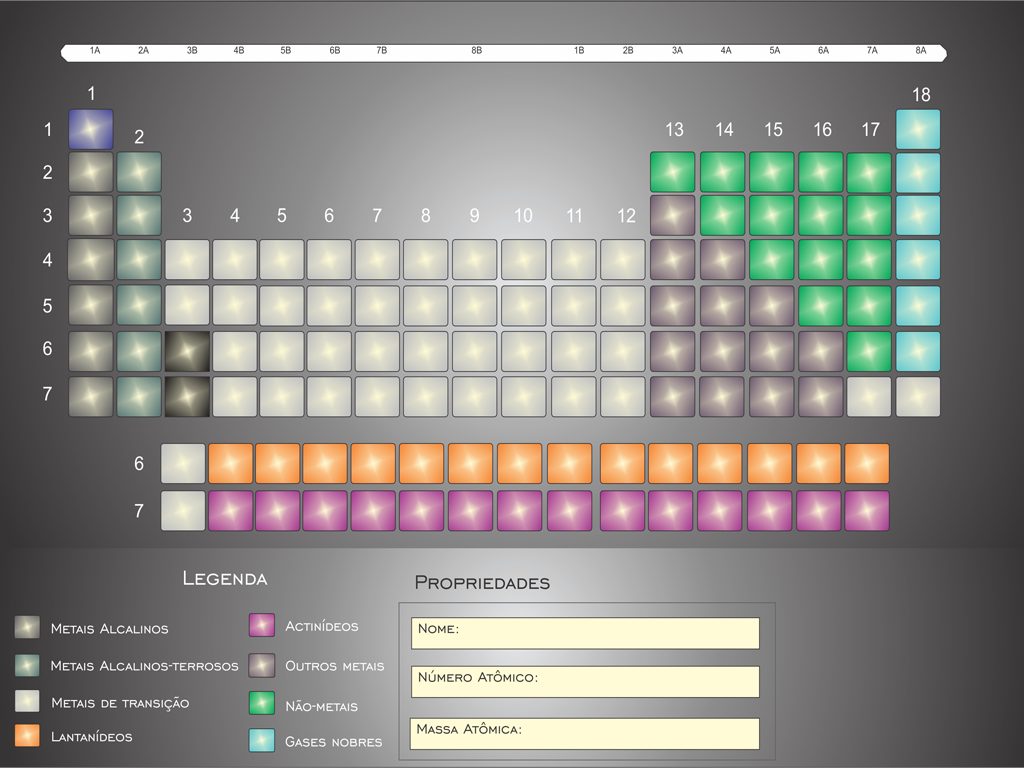 1A 2A 3B 4B 5B 6B 7B 8B 1B 2B 3A 4A 5A 6A 7A 8A
1 18
1 2 13 14 15 16 17
2
3 3 4 5 6 7 8 9 10 11 12
4
5
6
7
6
7
Legenda
Metais Alcalinos
Metais Alcalinos-terrosos
Metais de transição
Lantanídeos
Actinídeos
Outros metais
Não-metais
Gases nobres
Propriedades
Nome:
Número Atômico:
Massa Atômica: